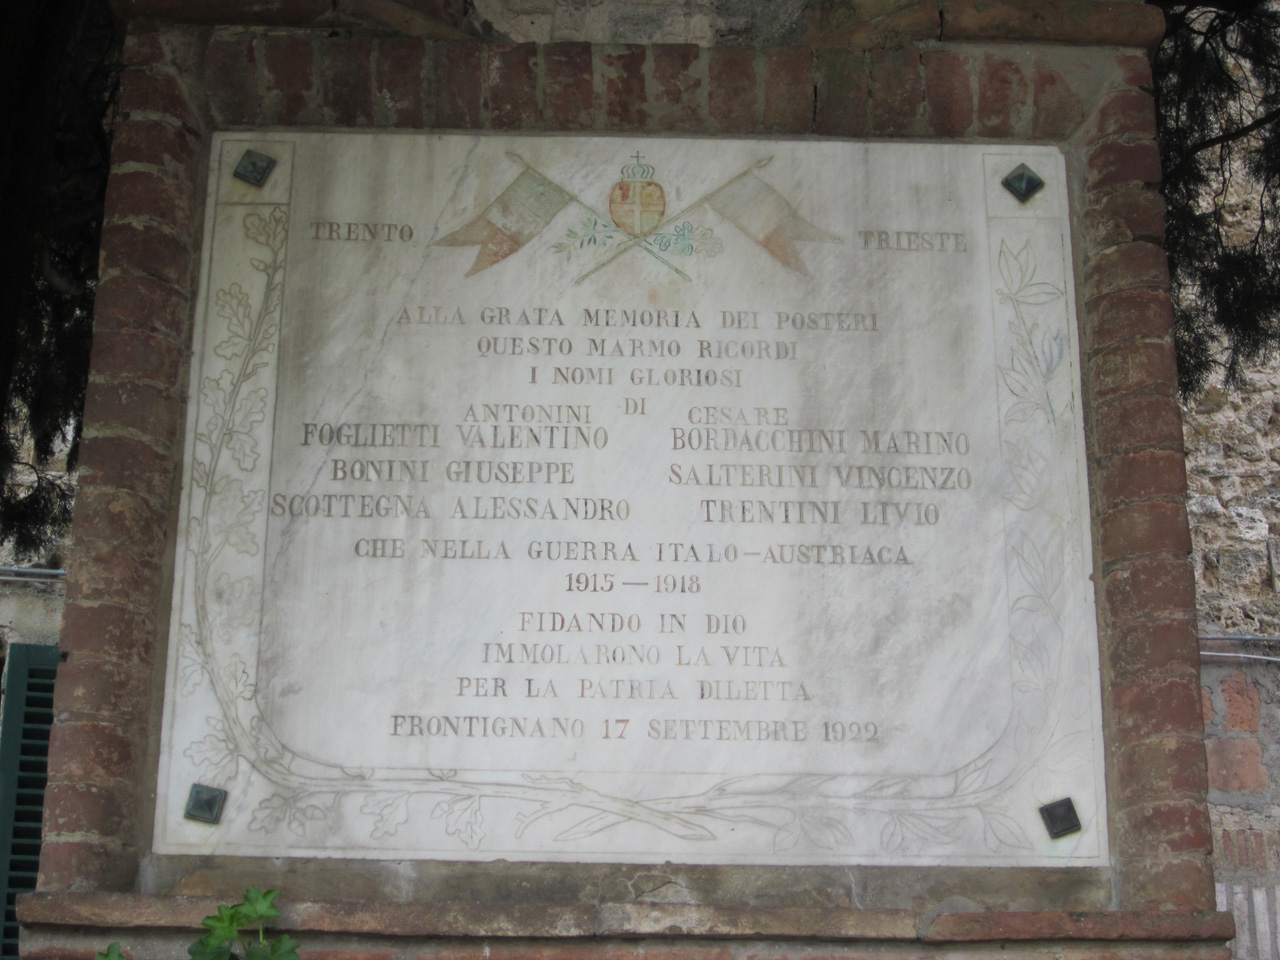 TRENTO TRIESTE
ALLA GRATA MEMORIA DEI POSTERI
QUESTO MARMO RICORDI
I NOMI GLORIOSI
DI
ANTONINI CESARE
FOGLIETTI VALENTINO BORDACCHINI MARINO
BONINI GIUSEPPE SALTERINI VINCENZO
SCOTTEGNA ALESSANDRO TRENTINI LIVIO
CHE NELLA GUERRA ITALO-AUSTRIACA
1915-1918
FIDANDO IN DIO
IMMOLARONO LA VITA
PER LA PATRIA DILETTA
FRONTIGNANO 17 SETTEMBRE 1922